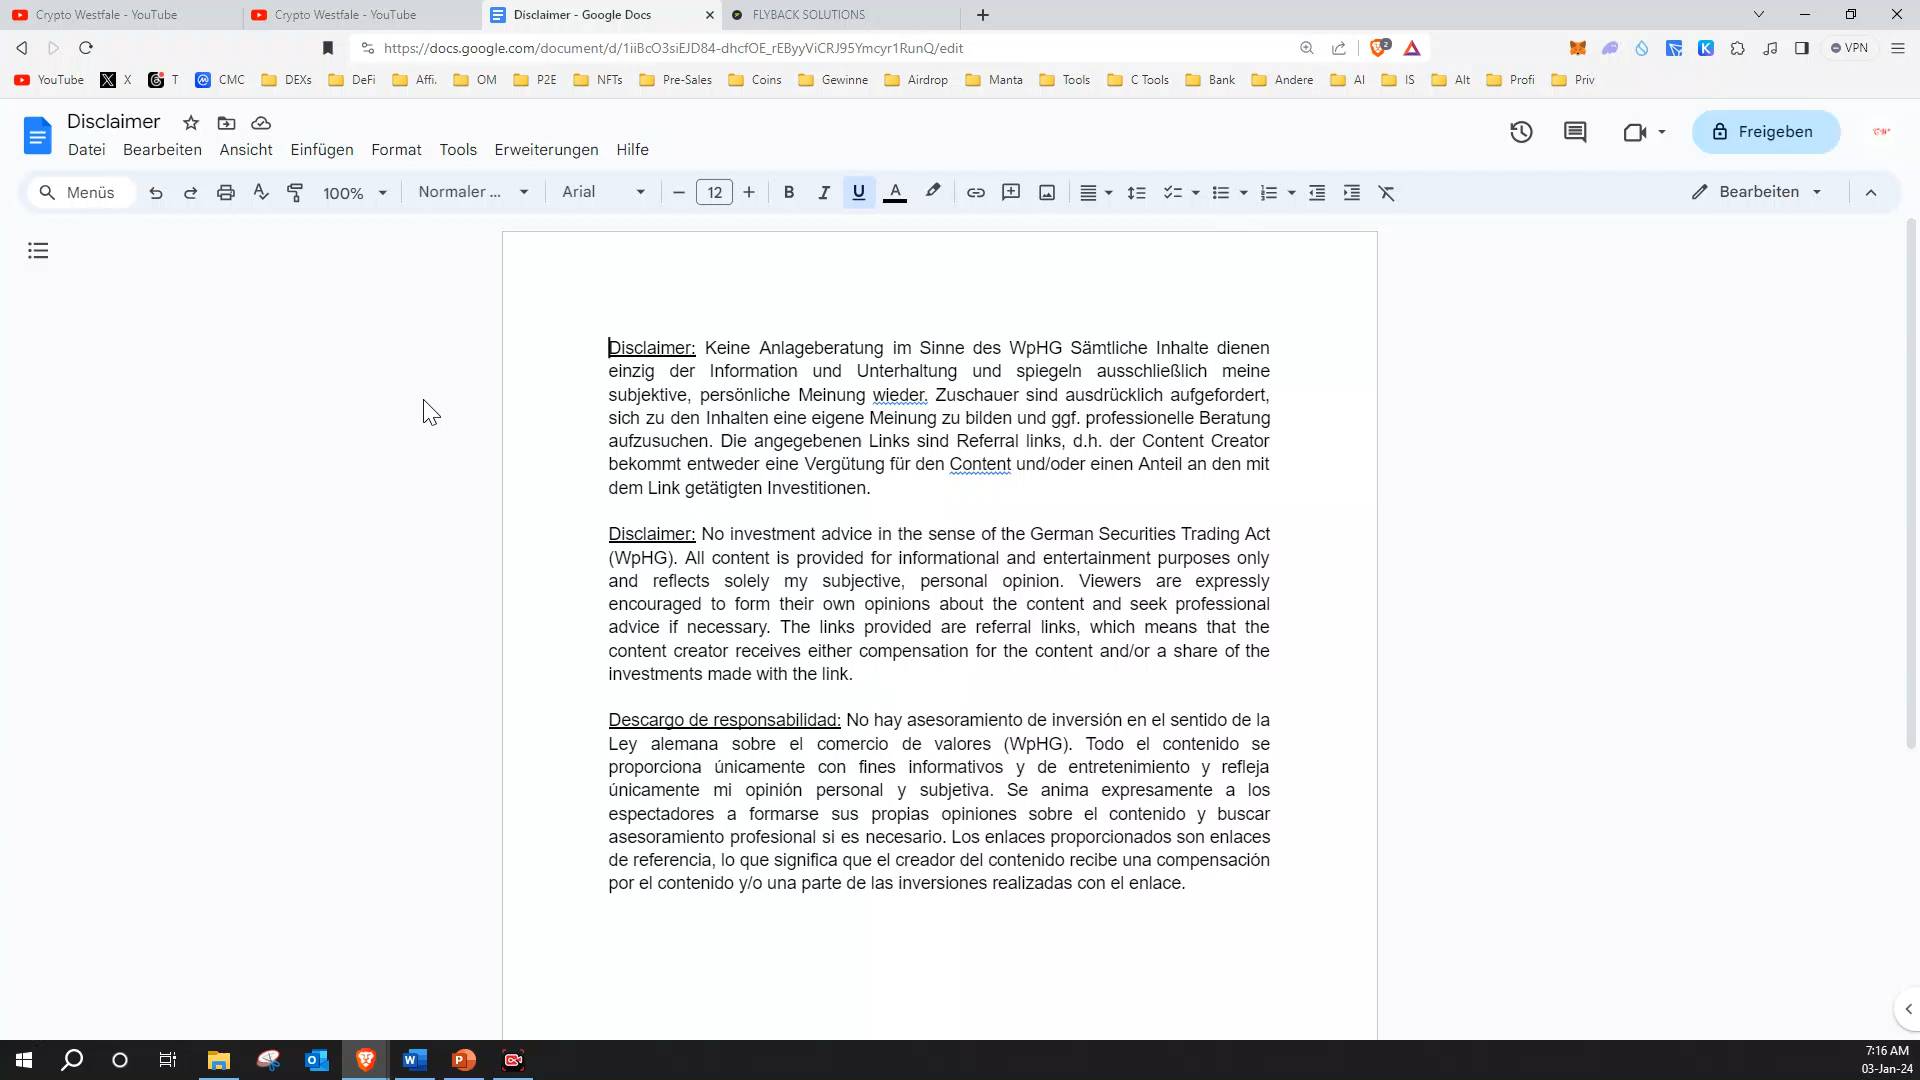 Crypto Westfale - YouTube
Crypto Westfale - YouTube
Disclaimer - Google Docs
FLYBACK SOLUTIONS
https://docs.google.com/document/d/1iiBcO3siEJD84-dhcfOE_rEByyViCRJ95Ymcyr1RunQ/edit
2
VPN
YouTube X T CMC DEXs DeFi Affi. OM P2E NFTs Pre-Sales Coins Gewinne Airdrop Manta Tools C Tools Bank Andere AI IS Alt Profi Priv
Disclaimer
Freigeben
Datei Bearbeiten Ansicht Einfügen Format Tools Erweiterungen Hilfe
Menüs 100% Normaler ... Arial 12 B I U A Bearbeiten
Disclaimer: Keine Anlageberatung im Sinne des WpHG Sämtliche Inhalte dienen
einzig der Information und Unterhaltung und spiegeln ausschließlich meine
subjektive, persönliche Meinung wieder. Zuschauer sind ausdrücklich aufgefordert,
sich zu den Inhalten eine eigene Meinung zu bilden und ggf. professionelle Beratung
aufzusuchen. Die angegebenen Links sind Referral links, d.h. der Content Creator
bekommt entweder eine Vergütung für den Content und/oder einen Anteil an den mit
dem Link getätigten Investitionen.
Disclaimer: No investment advice in the sense of the German Securities Trading Act
(WpHG). All content is provided for informational and entertainment purposes only
and reflects solely my subjective, personal opinion. Viewers are expressly
encouraged to form their own opinions about the content and seek professional
advice if necessary. The links provided are referral links, which means that the
content creator receives either compensation for the content and/or a share of the
investments made with the link.
Descargo de responsabilidad: No hay asesoramiento de inversión en el sentido de la
Ley alemana sobre el comercio de valores (WpHG). Todo el contenido se
proporciona únicamente con fines informativos y de entretenimiento y refleja
únicamente mi opinión personal y subjetiva. Se anima expresamente a los
espectadores a formarse sus propias opiniones sobre el contenido y buscar
asesoramiento profesional si es necesario. Los enlaces proporcionados son enlaces
de referencia, lo que significa que el creador del contenido recibe una compensación
por el contenido y/o una parte de las inversiones realizadas con el enlace.
7:16 AM
03-Jan-24